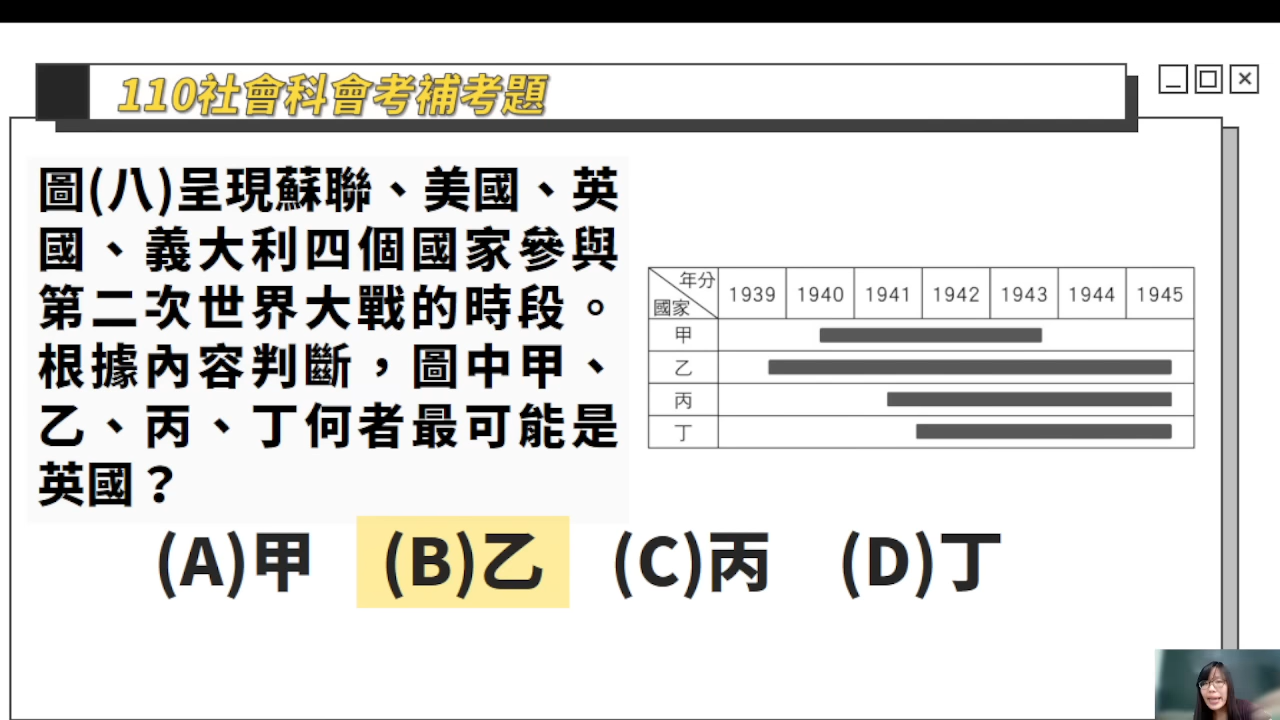 110社會科會考補考題
圖(八)呈現蘇聯、美國、英
國、義大利四個國家參與
第二次世界大戰的時段。
根據內容判斷，圖中甲、
乙、丙、丁何者最可能是
英國？
年分
國家
1939 1940 1941 1942 1943 1944 1945
甲
乙
丙
丁
(A)甲 (B)乙 (C)丙 (D)丁